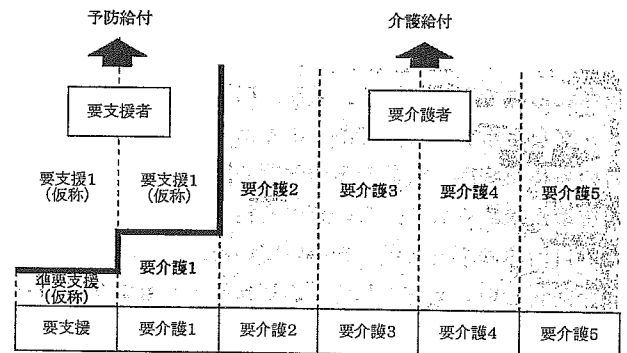 予防給付 介護給付
要支援者 要介護者
要支援1 要支援1 要介護2 要介護3 要介護4 要介護5
(仮称) (仮称)
要介護1
準要支援
(仮称)
要支援 要介護1 要介護2 要介護3 要介護4 要介護5